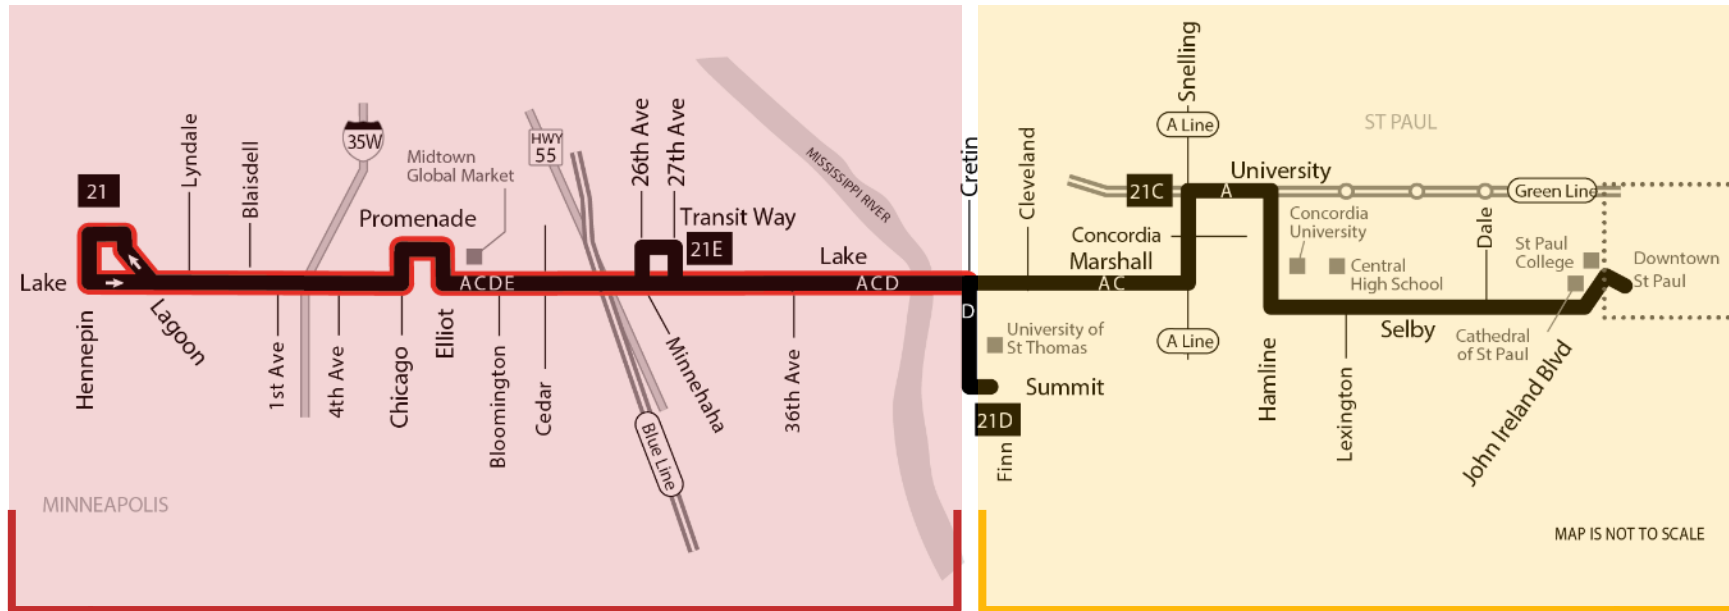 21
Lake
Hennepin
Lagoon
Lyndale
Blaisdell
1st Ave
35W
4th Ave
Promenade
Chicago
Elliot
Midtown
Global Market
ACDE
Bloomington
Cedar
HWY
55
Blue Line
26th Ave
27th Ave
Transit Way
21E
Minnehaha
36th Ave
Lake
ACD
MISSISSIPPI RIVER
MINNEAPOLIS
Cretin
D
University of
St Thomas
Summit
21D
Finn
Cleveland
AC
Concordia
Marshall
21C
Snelling
A Line
A Line
A
University
Hamline
Concordia
University
Central
High School
ST PAUL
Green Line
Lexington
Selby
Dale
St Paul
College
Cathedral
of St Paul
John Ireland Blvd
Downtown
St Paul
MAP IS NOT TO SCALE